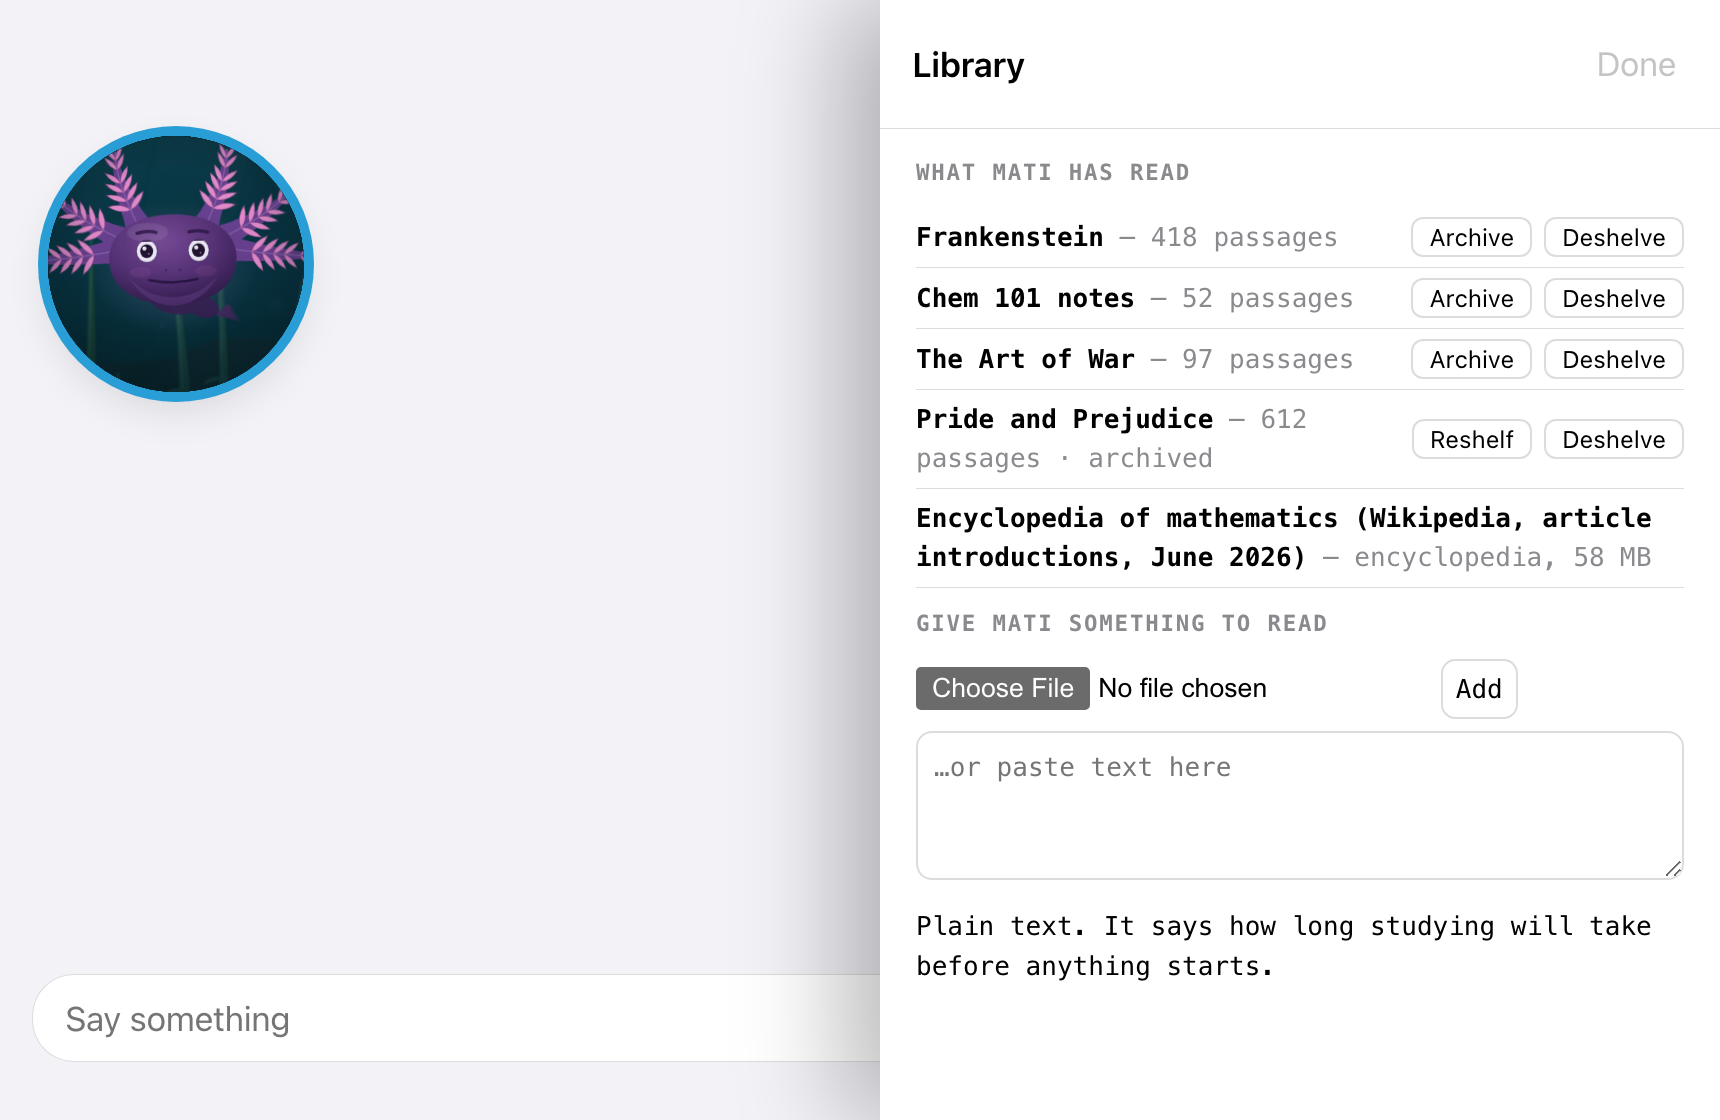 Library
Done
WHAT MATI HAS READ
Frankenstein — 418 passages
Archive
Deshelve
Chem 101 notes — 52 passages
Archive
Deshelve
The Art of War — 97 passages
Archive
Deshelve
Pride and Prejudice — 612
passages · archived
Reshelf
Deshelve
Encyclopedia of mathematics (Wikipedia, article
introductions, June 2026) — encyclopedia, 58 MB
GIVE MATI SOMETHING TO READ
Choose File No file chosen
Add
…or paste text here
Plain text. It says how long studying will take
before anything starts.
Say something